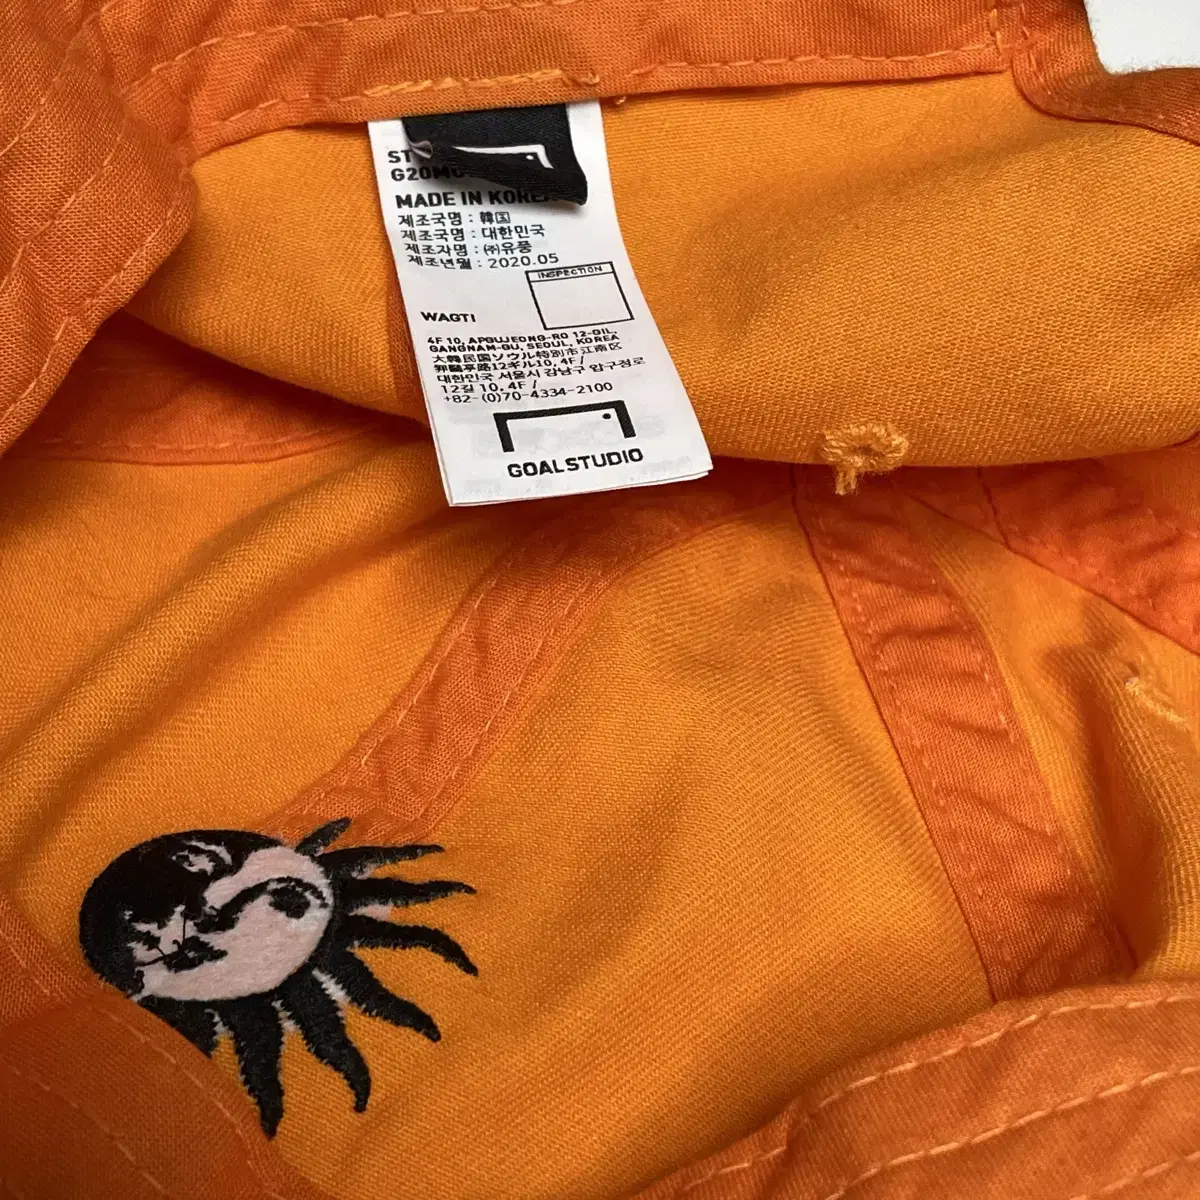 MADE IN KOREA
제조국명 : 韓国
제조국명 : 대한민국
제조자명 : ㈜유풍
제조년월 : 2020.05
INSPECTION
WAGTI
4F 10, APGUJEONG-RO 12-GIL,
GANGNAM-GU, SEOUL, KOREA
大韓民国ソウル特別市江南区
路12ギル10, 4F /
대한민국 서울시 강남구 압구정로
12길 10, 4F /
+82-(0)70-4334-2100
GOALSTUDIO